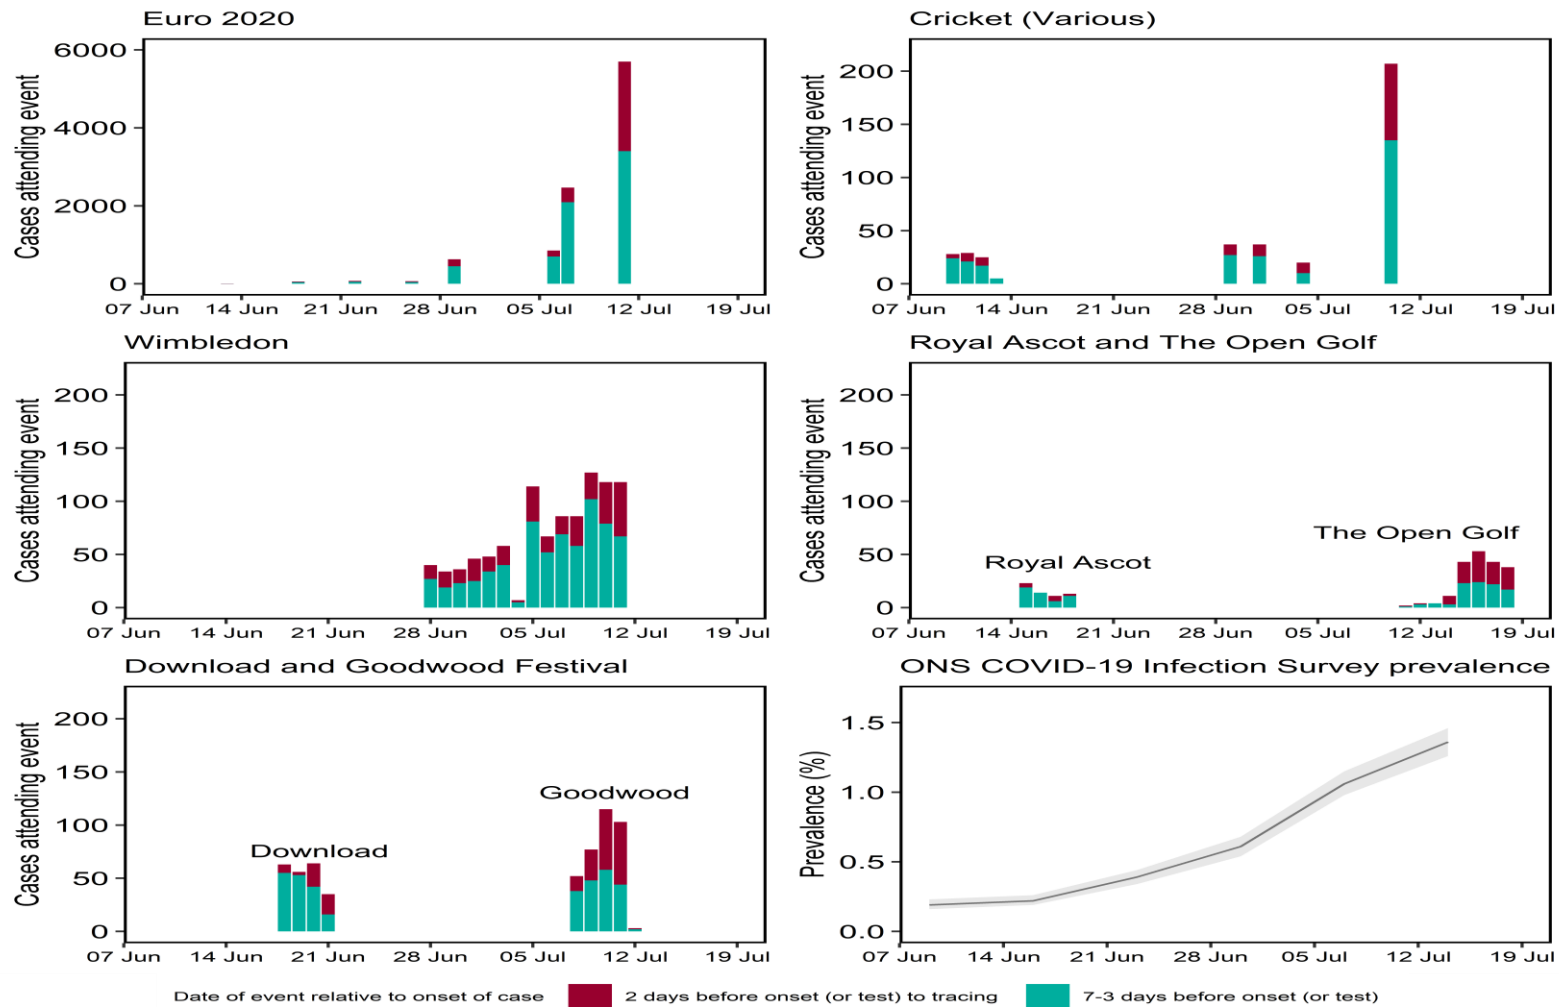 Euro 2020
Cases attending event
6000
4000
2000
0
07 Jun 14 Jun 21 Jun 28 Jun 05 Jul 12 Jul 19 Jul
Cricket (Various)
Cases attending event
200
150
100
50
0
07 Jun 14 Jun 21 Jun 28 Jun 05 Jul 12 Jul 19 Jul
Wimbledon
Cases attending event
200
150
100
50
0
07 Jun 14 Jun 21 Jun 28 Jun 05 Jul 12 Jul 19 Jul
Royal Ascot and The Open Golf
Cases attending event
200
150
100
50
0
The Open Golf
Royal Ascot
07 Jun 14 Jun 21 Jun 28 Jun 05 Jul 12 Jul 19 Jul
Download and Goodwood Festival
Cases attending event
200
150
100
50
0
Goodwood
Download
07 Jun 14 Jun 21 Jun 28 Jun 05 Jul 12 Jul 19 Jul
ONS COVID-19 Infection Survey prevalence
Prevalence (%)
1.5
1.0
0.5
0.0
07 Jun 14 Jun 21 Jun 28 Jun 05 Jul 12 Jul 19 Jul
Date of event relative to onset of case 2 days before onset (or test) to tracing 7-3 days before onset (or test)